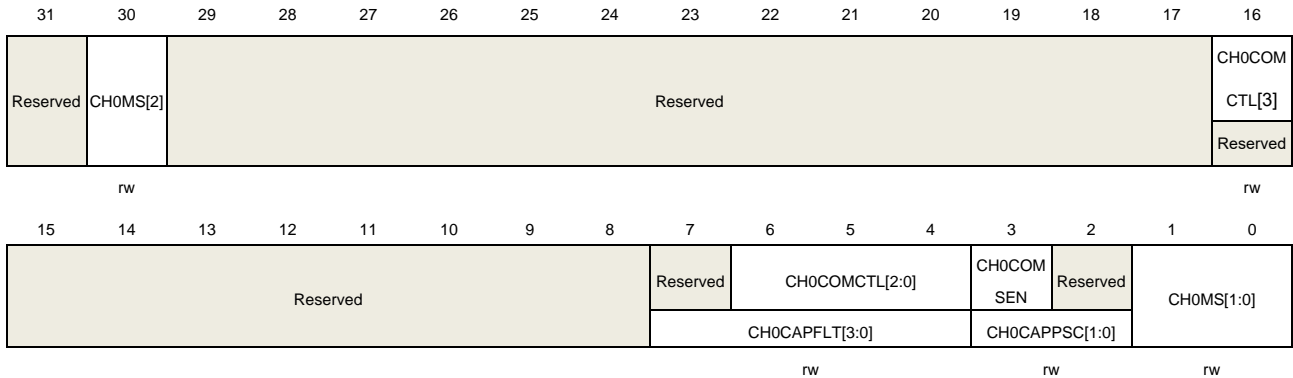 31 30 29 28 27 26 25 24 23 22 21 20 19 18 17 16
Reserved CH0MS[2] Reserved CH0COM
CTL[3]
Reserved
rw rw
15 14 13 12 11 10 9 8 7 6 5 4 3 2 1 0
Reserved Reserved CH0COMCTL[2:0] CH0COM
SEN Reserved CH0MS[1:0]
CH0CAPFLT[3:0] CH0CAPPSC[1:0]
rw rw rw